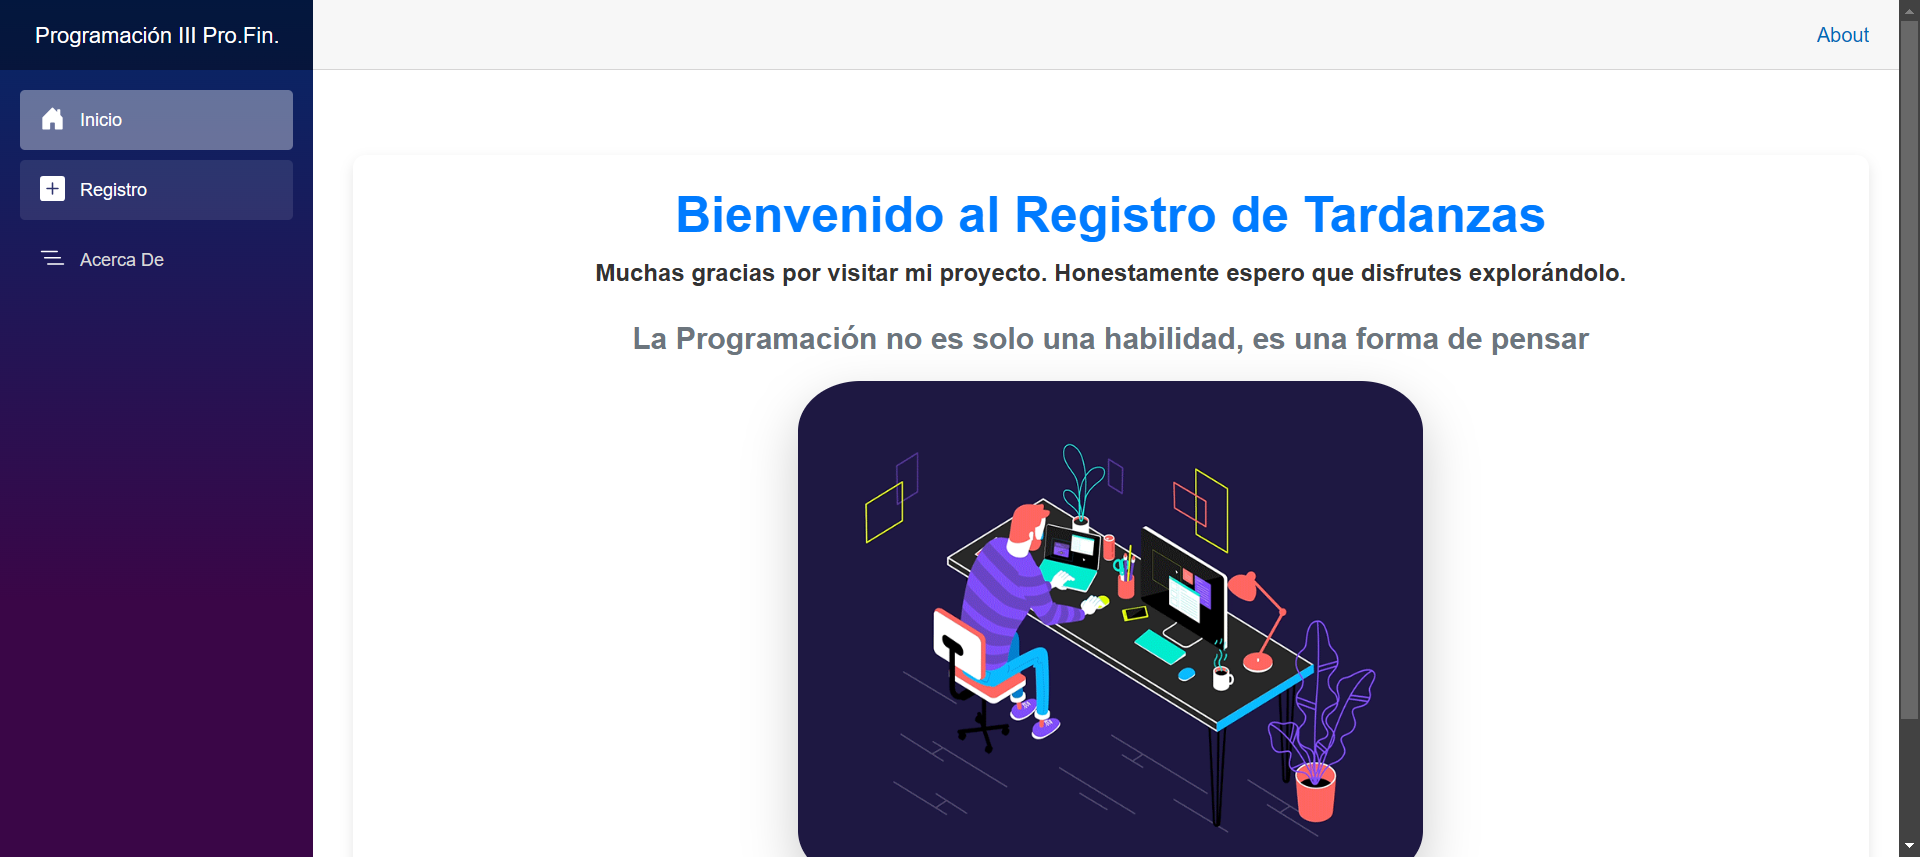 Programación III Pro.Fin.
About
Inicio
Registro
Acerca De
Bienvenido al Registro de Tardanzas
Muchas gracias por visitar mi proyecto. Honestamente espero que disfrutes explorándolo.
La Programación no es solo una habilidad, es una forma de pensar